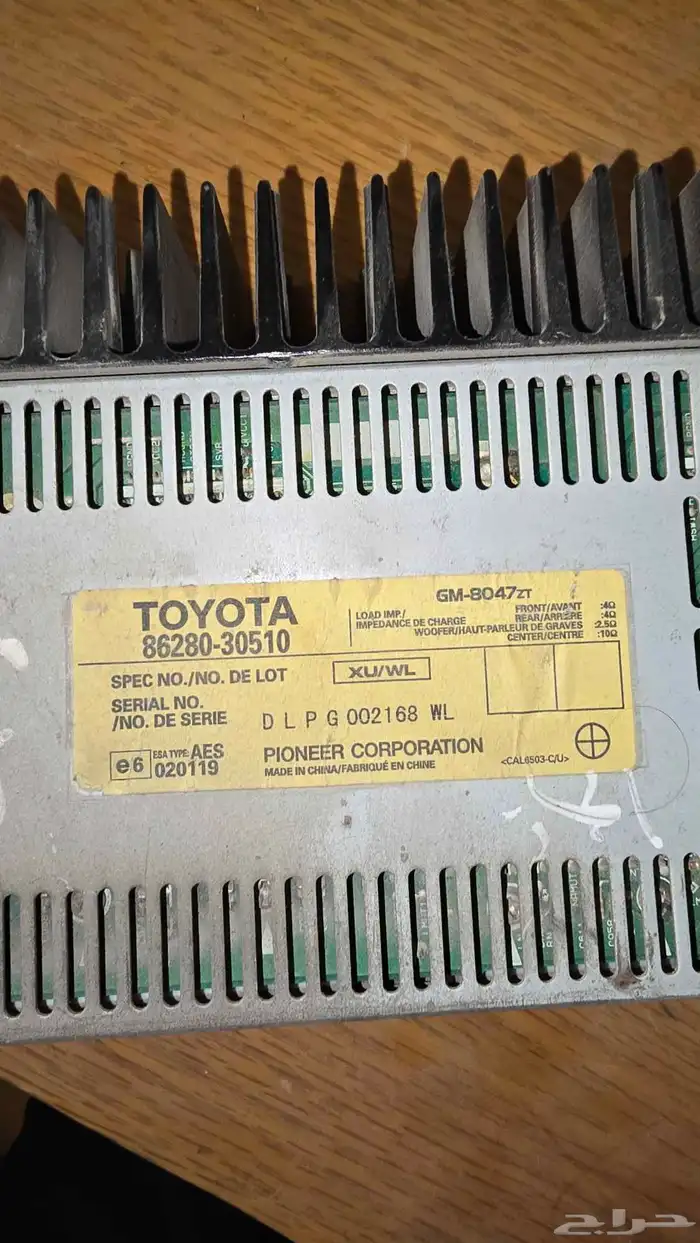 TOYOTA
86280-30510
GM-8047ZT
LOAD IMP./
IMPEDANCE DE CHARGE
FRONT/AVANT :4Ω
REAR/ARRIÈRE :4Ω
WOOFER/HAUT-PARLEUR DE GRAVES :2.5Ω
CENTER/CENTRE :10Ω
SPEC NO./NO. DE LOT
XU/WL
SERIAL NO.
/NO. DE SERIE
D L P G 002168 WL
e6
ESA TYPE: AES
020119
PIONEER CORPORATION
MADE IN CHINA/FABRIQUÉ EN CHINE
<CAL6503-C/U>
حراج